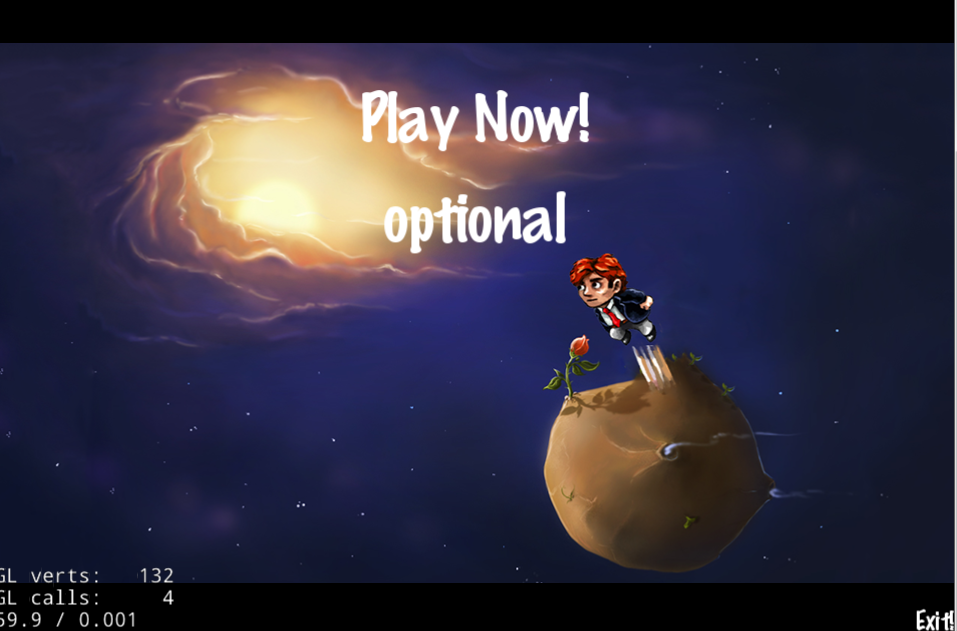 Play Now!
optional
GL verts: 132
GL calls: 4
59.9 / 0.001
Exit!